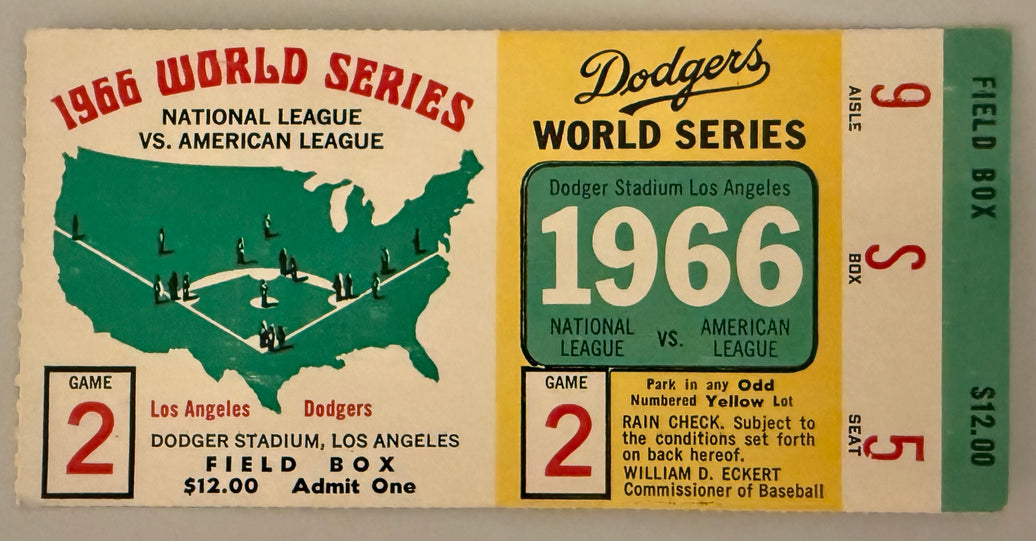 1966 WORLD SERIES
NATIONAL LEAGUE
VS. AMERICAN LEAGUE
GAME
2
Los Angeles Dodgers
DODGER STADIUM, LOS ANGELES
FIELD BOX
$12.00 Admit One
Dodgers
WORLD SERIES
Dodger Stadium Los Angeles
1966
NATIONAL LEAGUE VS. AMERICAN LEAGUE
GAME
2
Park in any Odd
Numbered Yellow Lot
RAIN CHECK. Subject to
the conditions set forth
on back hereof.
WILLIAM D. ECKERT
Commissioner of Baseball
9
AISLE
S
BOX
5
SEAT
FIELD BOX $12.00